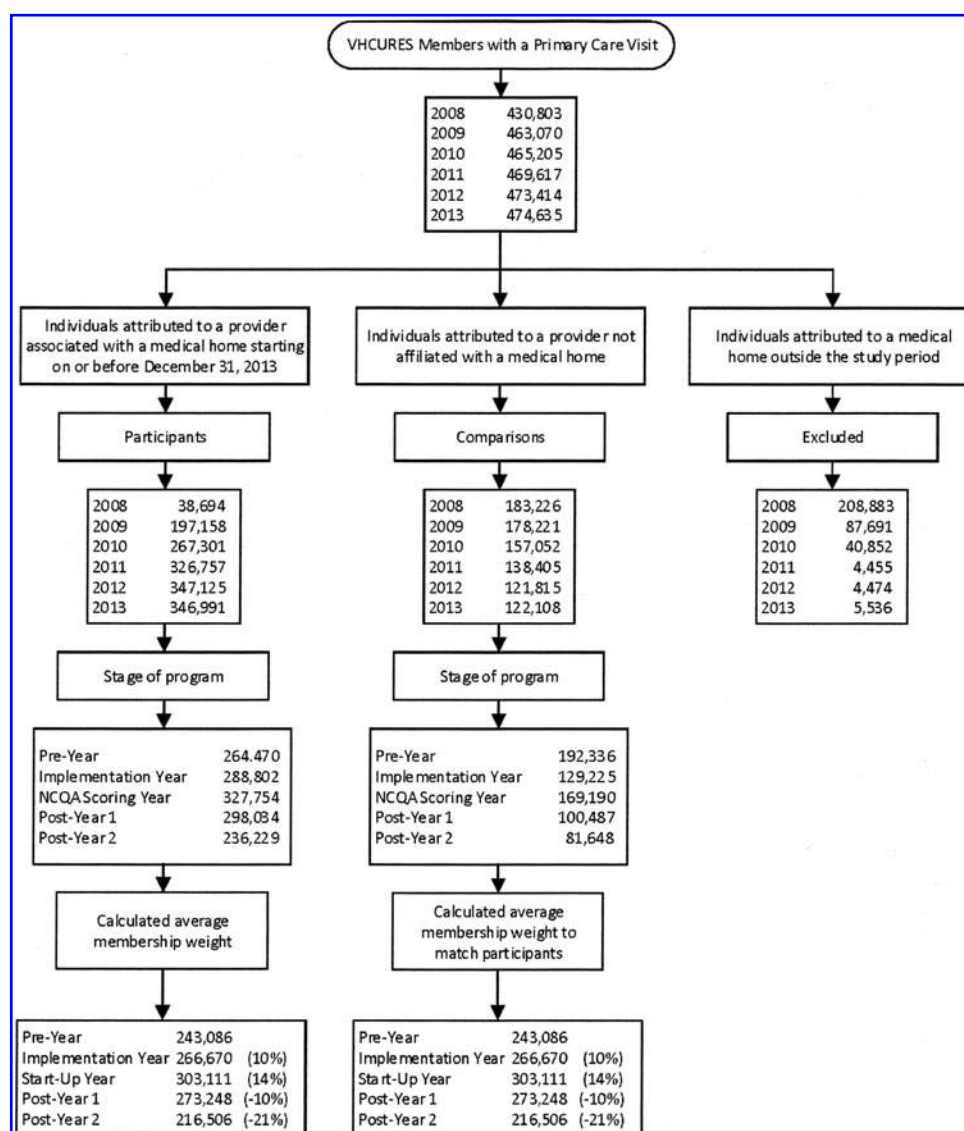 VHCURES Members with a Primary Care Visit
2008 430,803
2009 463,070
2010 465,205
2011 469,617
2012 473,414
2013 474,635
Individuals attributed to a provider
associated with a medical home starting
on or before December 31, 2013
Participants
2008 38,694
2009 197,158
2010 267,301
2011 326,757
2012 347,125
2013 346,991
Stage of program
Pre-Year 264.470
Implementation Year 288,802
NCQA Scoring Year 327,754
Post-Year 1 298,034
Post-Year 2 236,229
Calculated average
membership weight
Pre-Year 243,086
Implementation Year 266,670 (10%)
Start-Up Year 303,111 (14%)
Post-Year 1 273,248 (-10%)
Post-Year 2 216,506 (-21%)
Individuals attributed to a provider not
affiliated with a medical home
Comparisons
2008 183,226
2009 178,221
2010 157,052
2011 138,405
2012 121,815
2013 122,108
Stage of program
Pre-Year 192,336
Implementation Year 129,225
NCQA Scoring Year 169,190
Post-Year 1 100,487
Post-Year 2 81,648
Calculated average
membership weight to
match participants
Pre-Year 243,086
Implementation Year 266,670 (10%)
Start-Up Year 303,111 (14%)
Post-Year 1 273,248 (-10%)
Post-Year 2 216,506 (-21%)
Individuals attributed to a medical
home outside the study period
Excluded
2008 208,883
2009 87,691
2010 40,852
2011 4,455
2012 4,474
2013 5,536